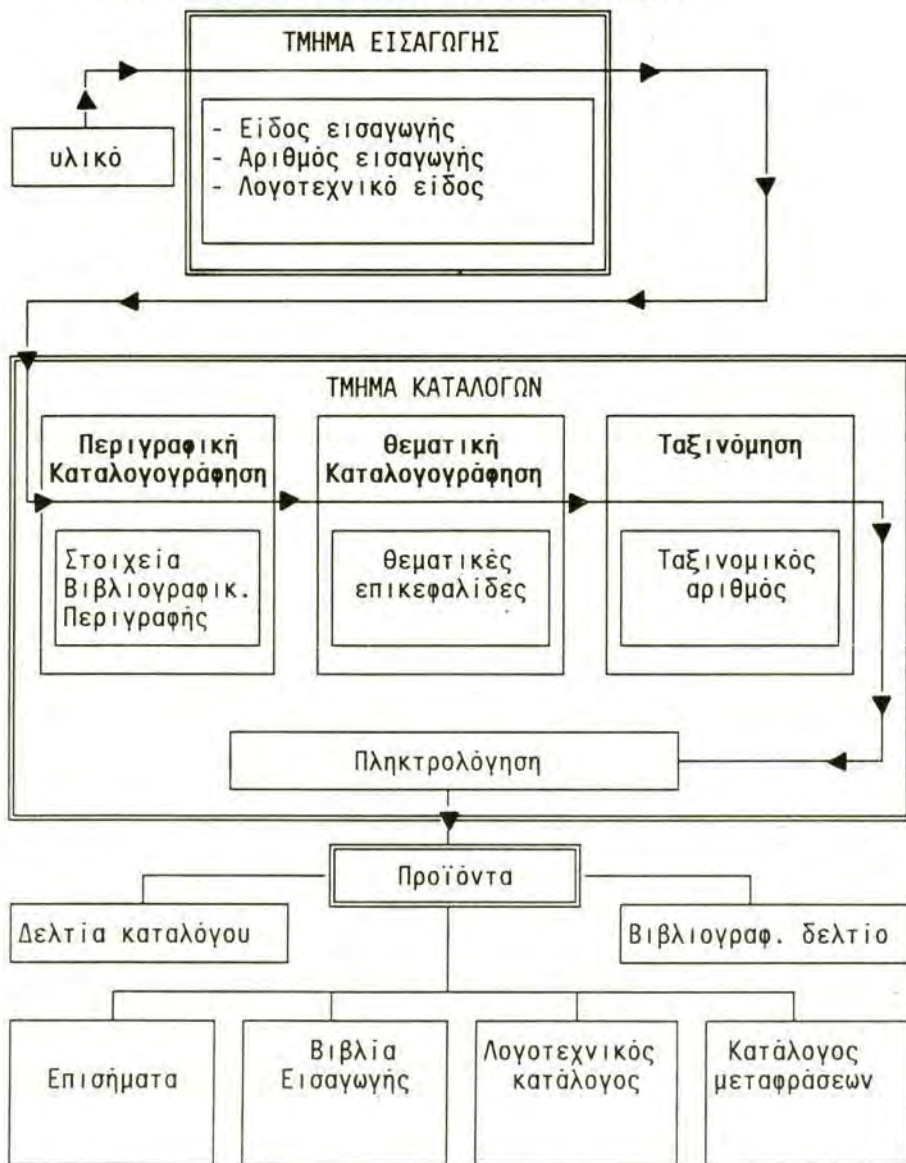 ΤΜΗΜΑ ΕΙΣΑΓΩΓΗΣ
υλικό
- Είδος εισαγωγής
- Αριθμός εισαγωγής
- Λογοτεχνικό είδος
ΤΜΗΜΑ ΚΑΤΑΛΟΓΩΝ
Περιγραφική
Καταλογογράφηση
Στοιχεία
Βιβλιογραφικ.
Περιγραφής
Θεματική
Καταλογογράφηση
Θεματικές
επικεφαλίδες
Ταξινόμηση
Ταξινομικός
αριθμός
Πληκτρολόγηση
Προϊόντα
Δελτία καταλόγου
Βιβλιογραφ. δελτίο
Επισήματα
Βιβλία
Εισαγωγής
Λογοτεχνικός
κατάλογος
Κατάλογος
μεταφράσεων